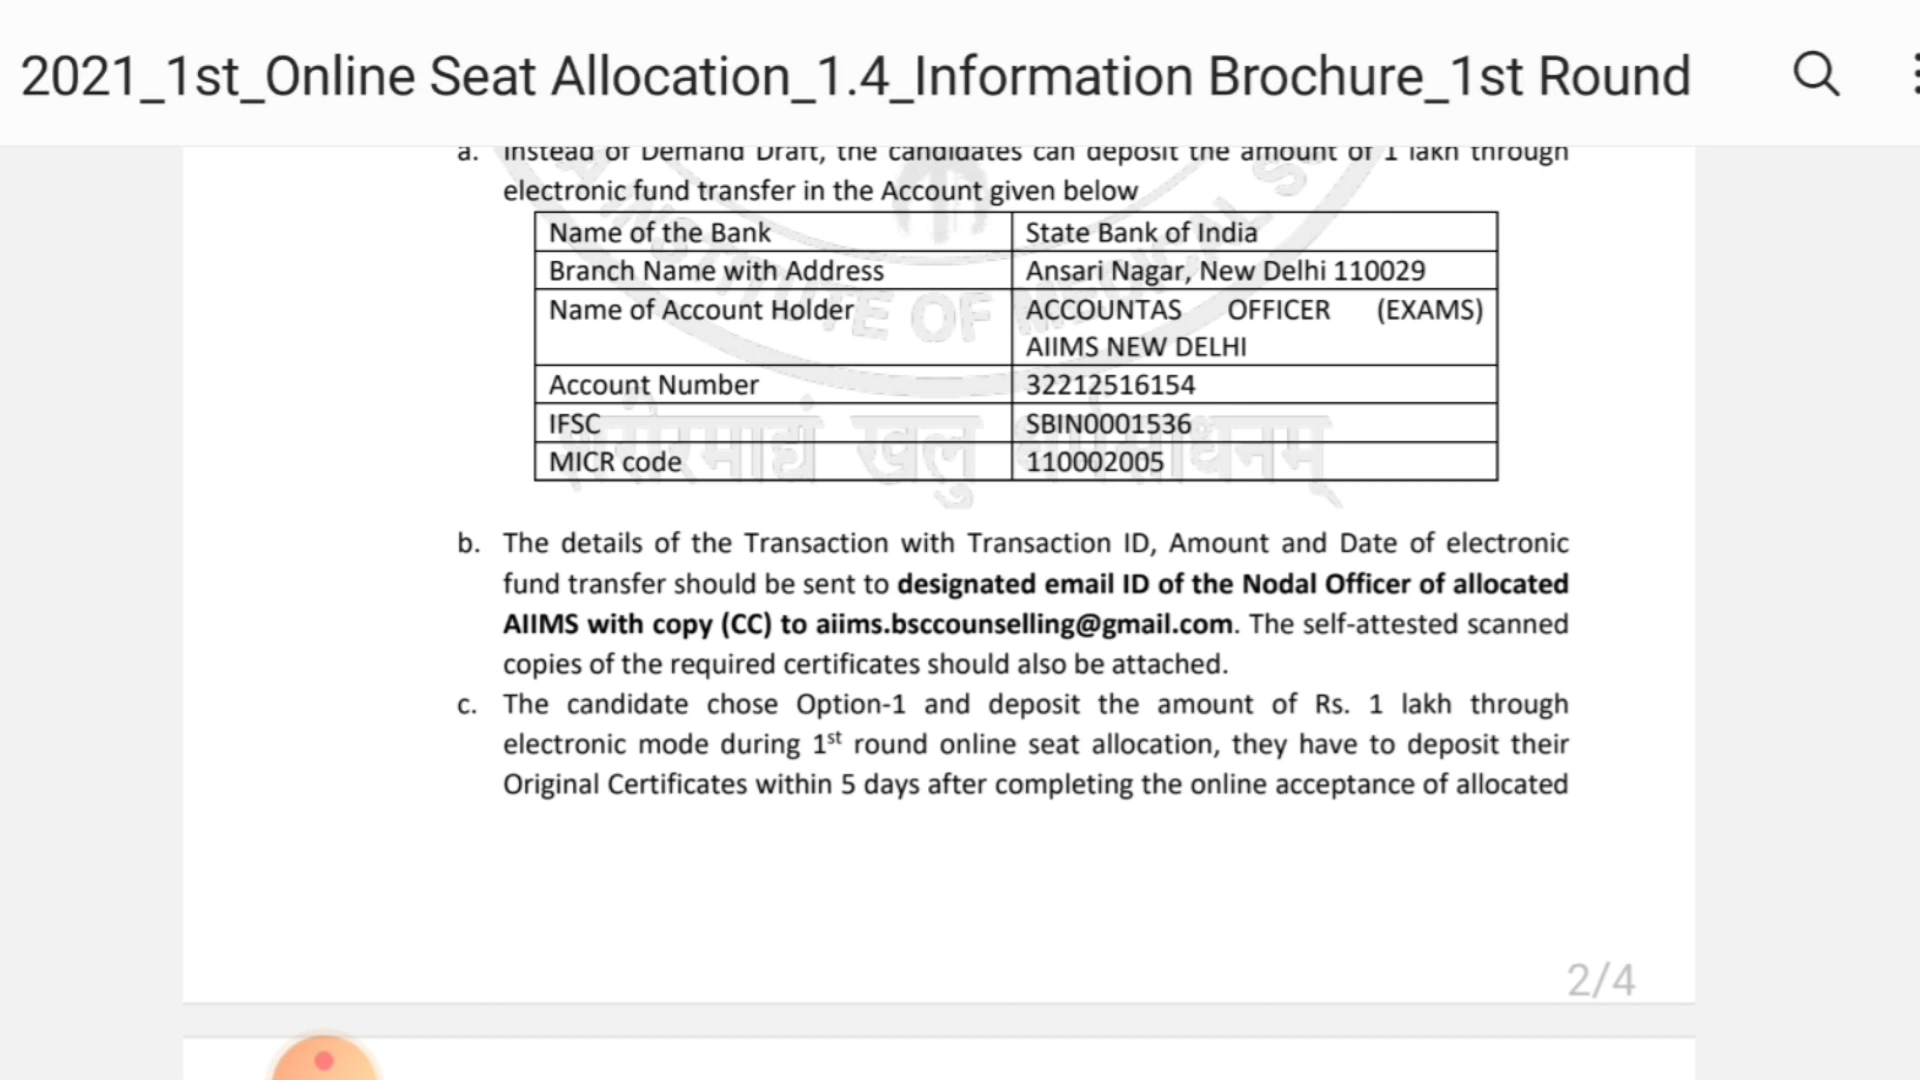 2021_1st_Online Seat Allocation_1.4_Information Brochure_1st Round
a. Instead of Demand Draft, the candidates can deposit the amount of 1 lakh through
electronic fund transfer in the Account given below
Name of the Bank State Bank of India
Branch Name with Address Ansari Nagar, New Delhi 110029
Name of Account Holder ACCOUNTAS OFFICER (EXAMS)
AIIMS NEW DELHI
Account Number 32212516154
IFSC SBIN0001536
MICR code 110002005
b. The details of the Transaction with Transaction ID, Amount and Date of electronic
fund transfer should be sent to designated email ID of the Nodal Officer of allocated
AIIMS with copy (CC) to aiims.bsccounselling@gmail.com. The self-attested scanned
copies of the required certificates should also be attached.
c. The candidate chose Option-1 and deposit the amount of Rs. 1 lakh through
electronic mode during 1st round online seat allocation, they have to deposit their
Original Certificates within 5 days after completing the online acceptance of allocated
2/4